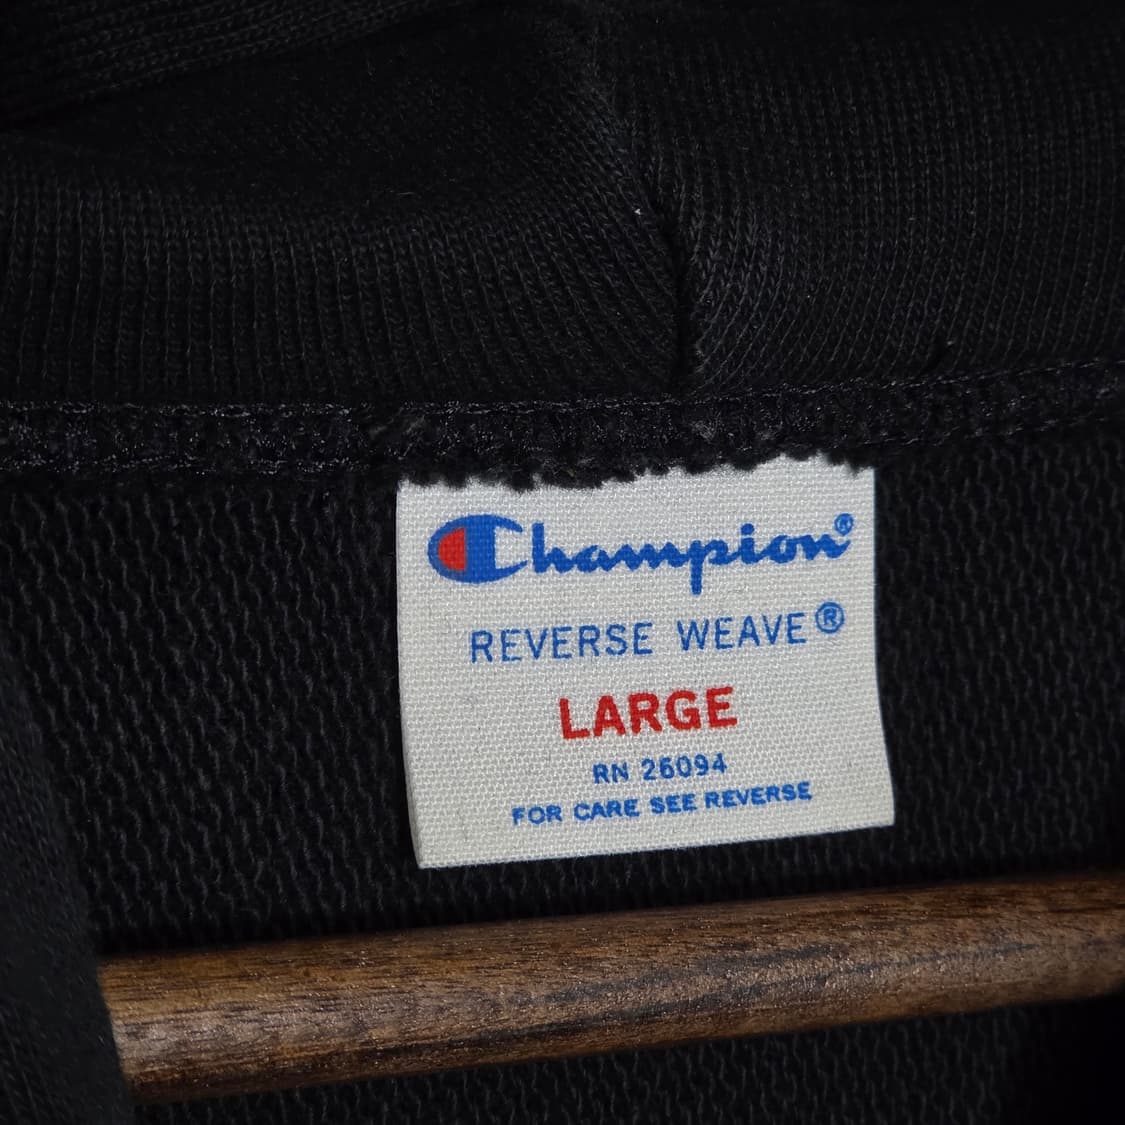 Champion®
REVERSE WEAVE®
LARGE
RN 26094
FOR CARE SEE REVERSE